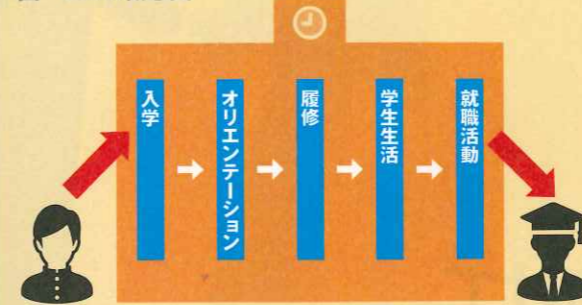 入学
オリエンテーション
履修
学生生活
就職活動